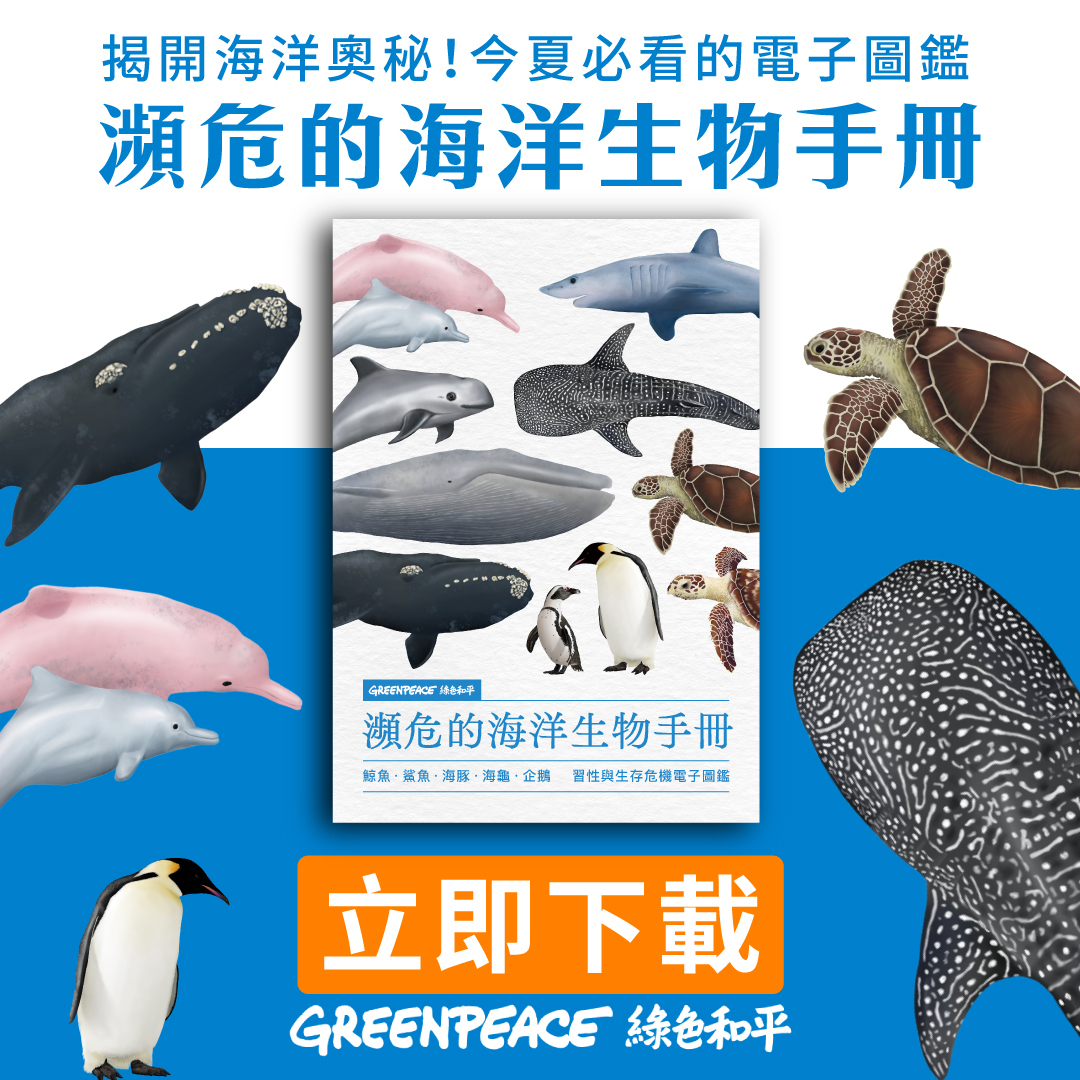 揭開海洋奧秘！今夏必看的電子圖鑑
瀕危的海洋生物手冊
GREENPEACE 綠色和平
瀕危的海洋生物手冊
鯨魚·鯊魚·海豚·海龜·企鵝 習性與生存危機電子圖鑑
立即下載
GREENPEACE 綠色和平